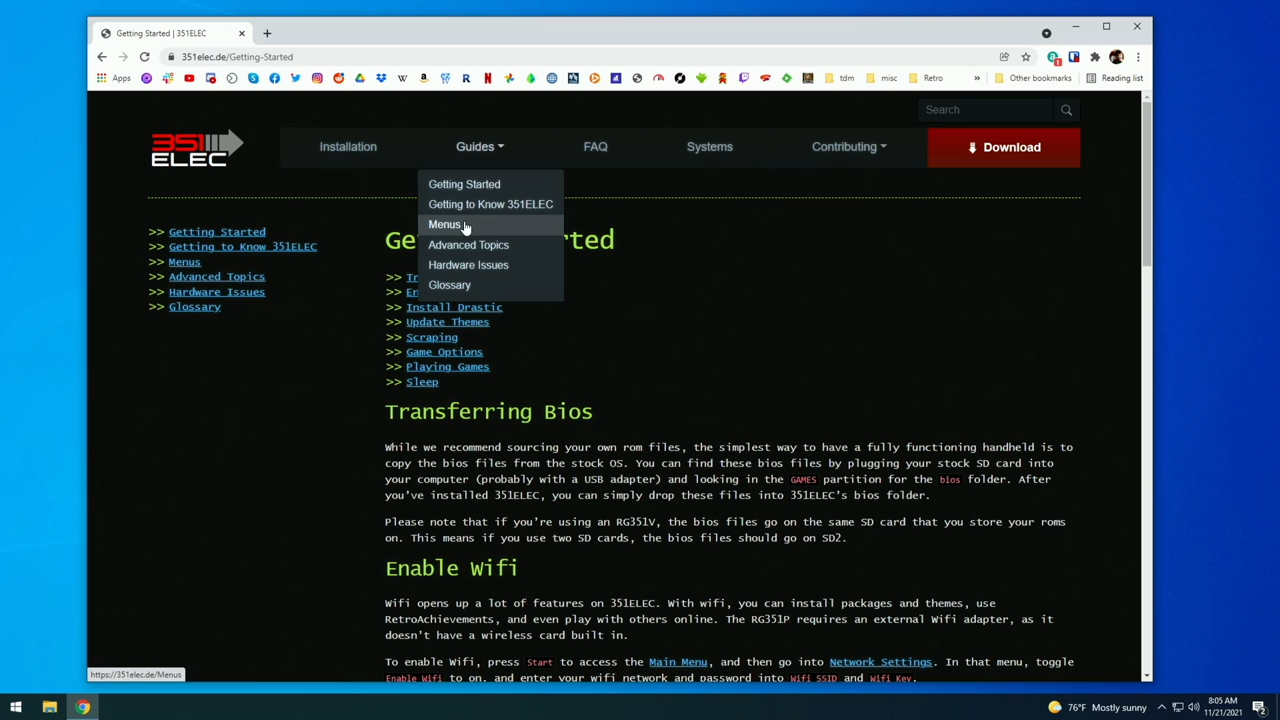 Getting Started | 351ELEC
351elec.de/Getting-Started
Apps
tdm
misc
Retro
»
Other bookmarks
Reading list
Search
351
ELEC
Installation
Guides
FAQ
Systems
Contributing
Download
Getting Started
Getting to Know 351ELEC
Menus
Advanced Topics
Hardware Issues
Glossary
>> Getting Started
>> Getting to Know 351ELEC
>> Menus
>> Advanced Topics
>> Hardware Issues
>> Glossary
>>
>>
>> Install Drastic
>> Update Themes
>> Scraping
>> Game Options
>> Playing Games
>> Sleep
Transferring Bios
While we recommend sourcing your own rom files, the simplest way to have a fully functioning handheld is to
copy the bios files from the stock OS. You can find these bios files by plugging your stock SD card into
your computer (probably with a USB adapter) and looking in the GAMES partition for the bios folder. After
you've installed 351ELEC, you can simply drop these files into 351ELEC's bios folder.
Please note that if you're using an RG351V, the bios files go on the same SD card that you store your roms
on. This means if you use two SD cards, the bios files should go on SD2.
Enable Wifi
Wifi opens up a lot of features on 351ELEC. With wifi, you can install packages and themes, use
RetroAchievements, and even play with others online. The RG351P requires an external Wifi adapter, as it
doesn't have a wireless card built in.
To enable Wifi, press Start to access the Main Menu, and then go into Network Settings. In that menu, toggle
Enable Wifi to on, and enter your wifi network and password into Wifi SSID and Wifi Key.
https://351elec.de/Menus
76°F Mostly sunny
8:05 AM
11/21/2021
2